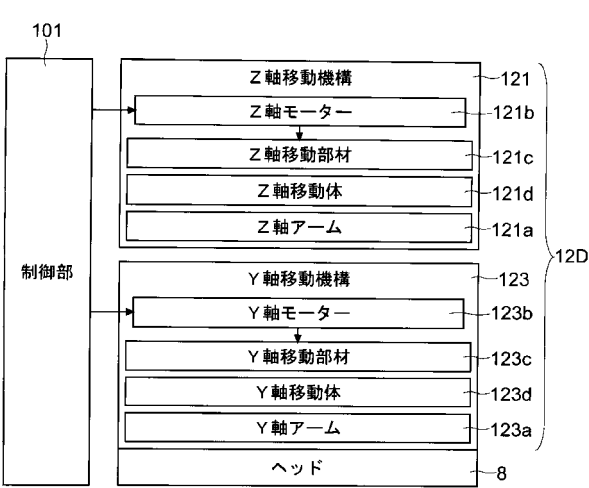 101
Z軸移動機構
121
Z軸モーター
121b
Z軸移動部材
121c
Z軸移動体
121d
Z軸アーム
121a
12D
制御部
Y軸移動機構
123
Y軸モーター
123b
Y軸移動部材
123c
Y軸移動体
123d
Y軸アーム
123a
ヘッド
8